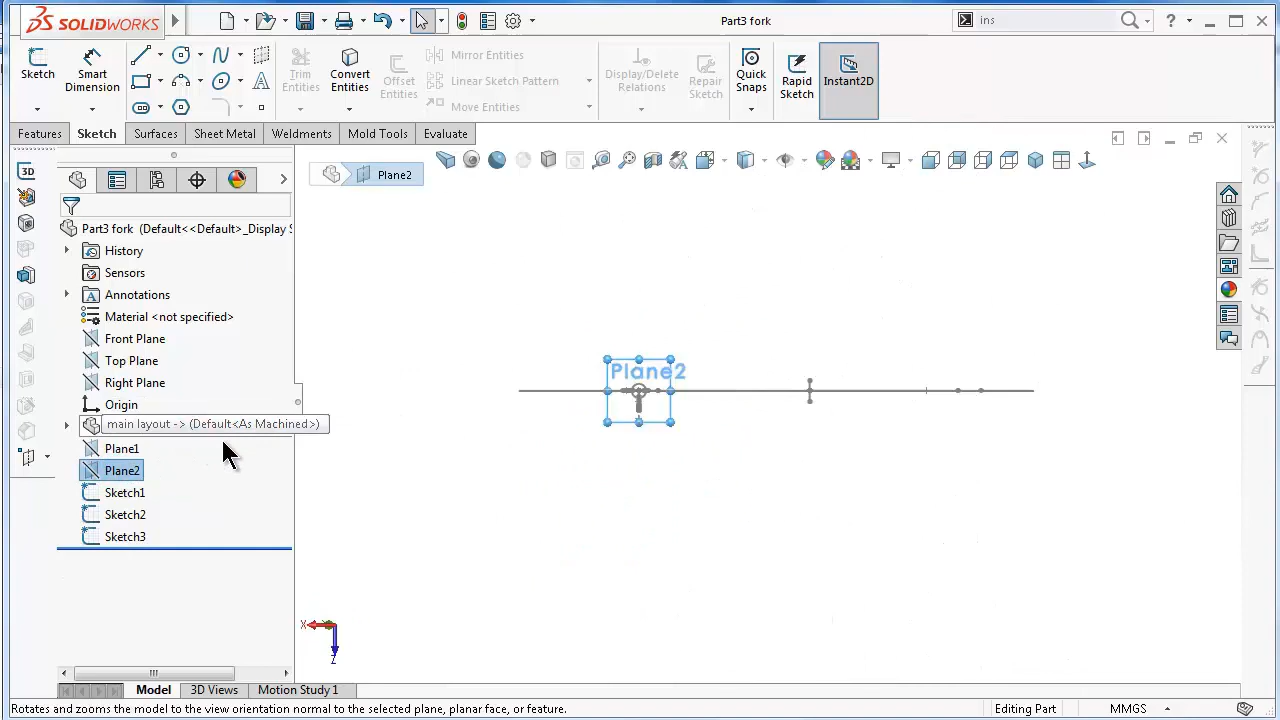 SOLIDWORKS
Part3 fork
ins
Sketch
Smart Dimension
Trim Entities
Convert Entities
Offset Entities
Mirror Entities
Linear Sketch Pattern
Move Entities
Display/Delete Relations
Repair Sketch
Quick Snaps
Rapid Sketch
Instant2D
Features
Sketch
Surfaces
Sheet Metal
Weldments
Mold Tools
Evaluate
3D
Plane2
Part3 fork (Default<<Default>_Display S
History
Sensors
Annotations
Material <not specified>
Front Plane
Top Plane
Right Plane
Origin
main layout -> (Default<As Machined>)
Plane1
Plane2
Sketch1
Sketch2
Sketch3
Plane2
X
Z
Model
3D Views
Motion Study 1
Rotates and zooms the model to the view orientation normal to the selected plane, planar face, or feature.
Editing Part
MMGS